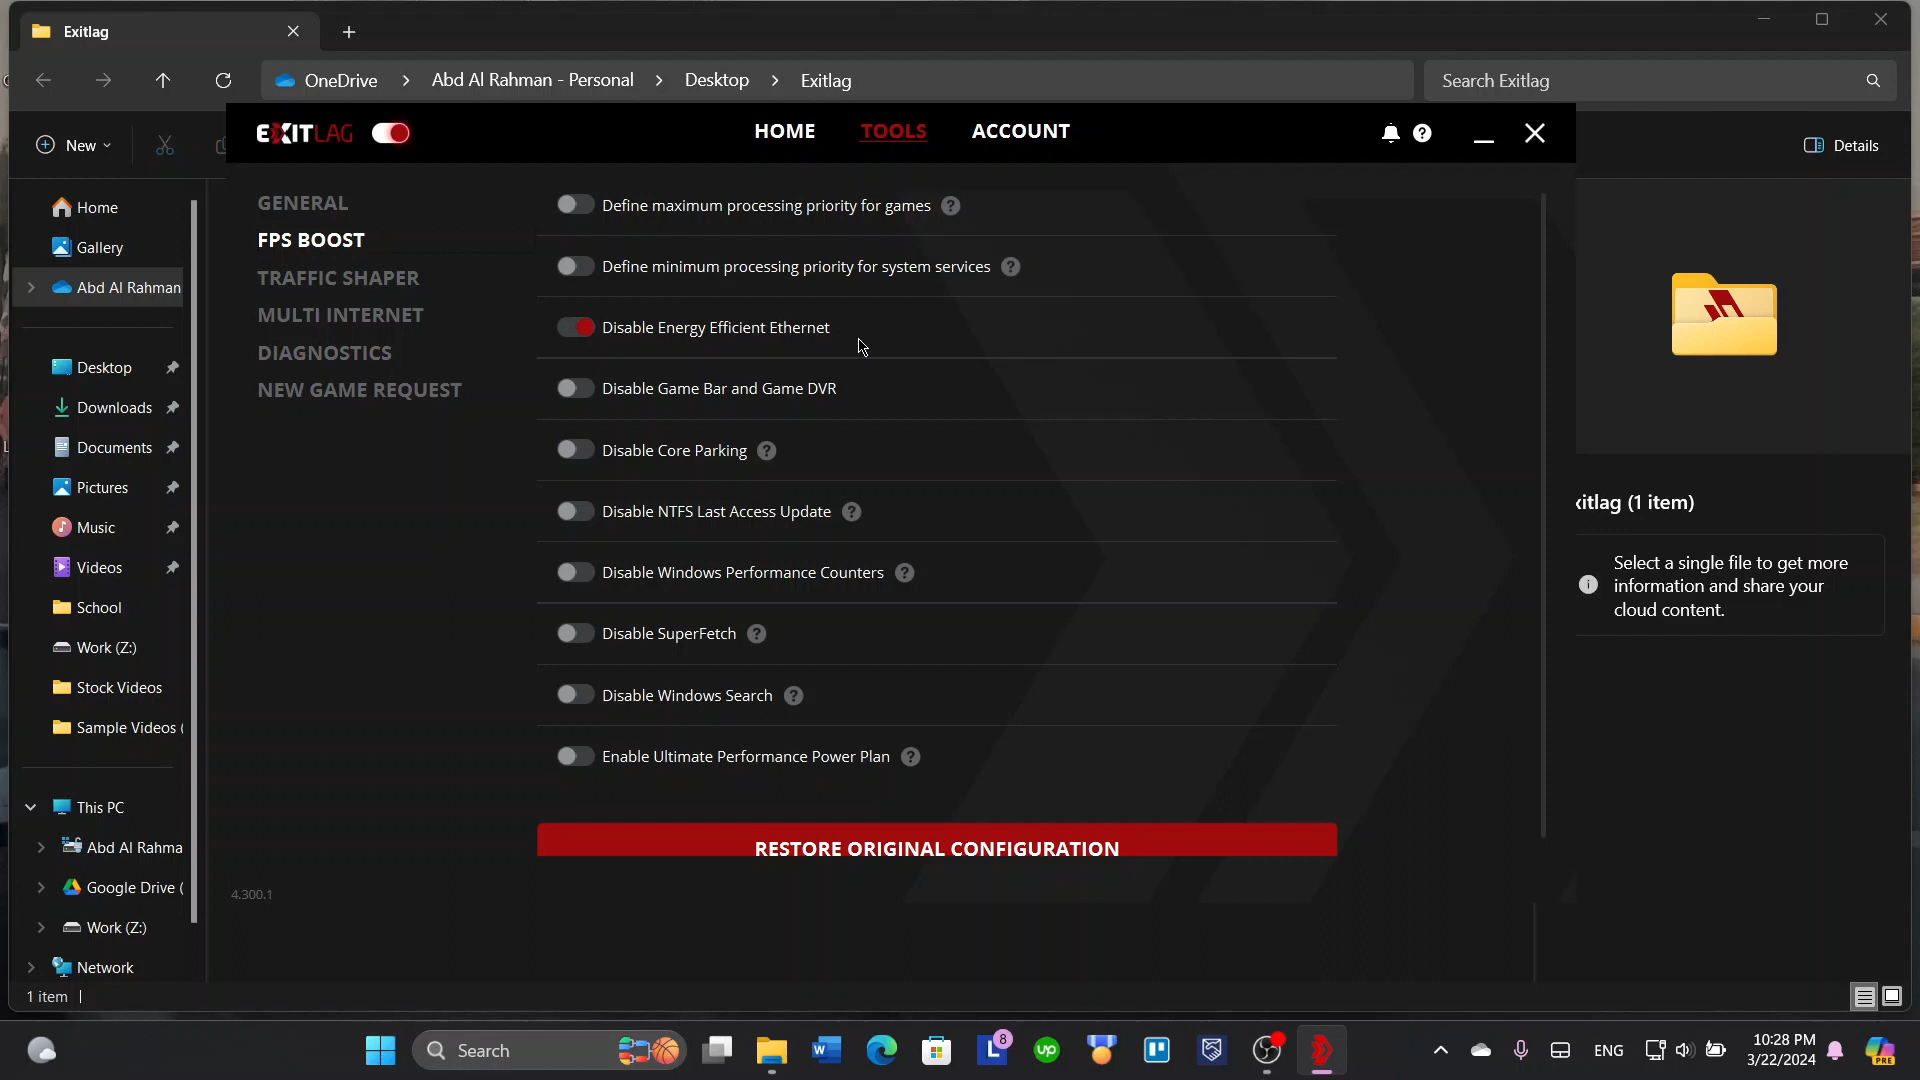 Exitlag
OneDrive > Abd Al Rahman - Personal > Desktop > Exitlag
Search Exitlag
New
EXITLAG
HOME TOOLS ACCOUNT
Details
Home
Gallery
Abd Al Rahman
Desktop
Downloads
Documents
Pictures
Music
Videos
School
Work (Z:)
Stock Videos
Sample Videos (
This PC
Abd Al Rahma
Google Drive (
Work (Z:)
Network
1 item
GENERAL
FPS BOOST
TRAFFIC SHAPER
MULTI INTERNET
DIAGNOSTICS
NEW GAME REQUEST
Define maximum processing priority for games ?
Define minimum processing priority for system services ?
Disable Energy Efficient Ethernet
Disable Game Bar and Game DVR
Disable Core Parking ?
Disable NTFS Last Access Update ?
Disable Windows Performance Counters ?
Disable SuperFetch ?
Disable Windows Search ?
Enable Ultimate Performance Power Plan ?
RESTORE ORIGINAL CONFIGURATION
4.300.1
xitlag (1 item)
Select a single file to get more
information and share your
cloud content.
Search
8
ENG
10:28 PM
3/22/2024
PRE